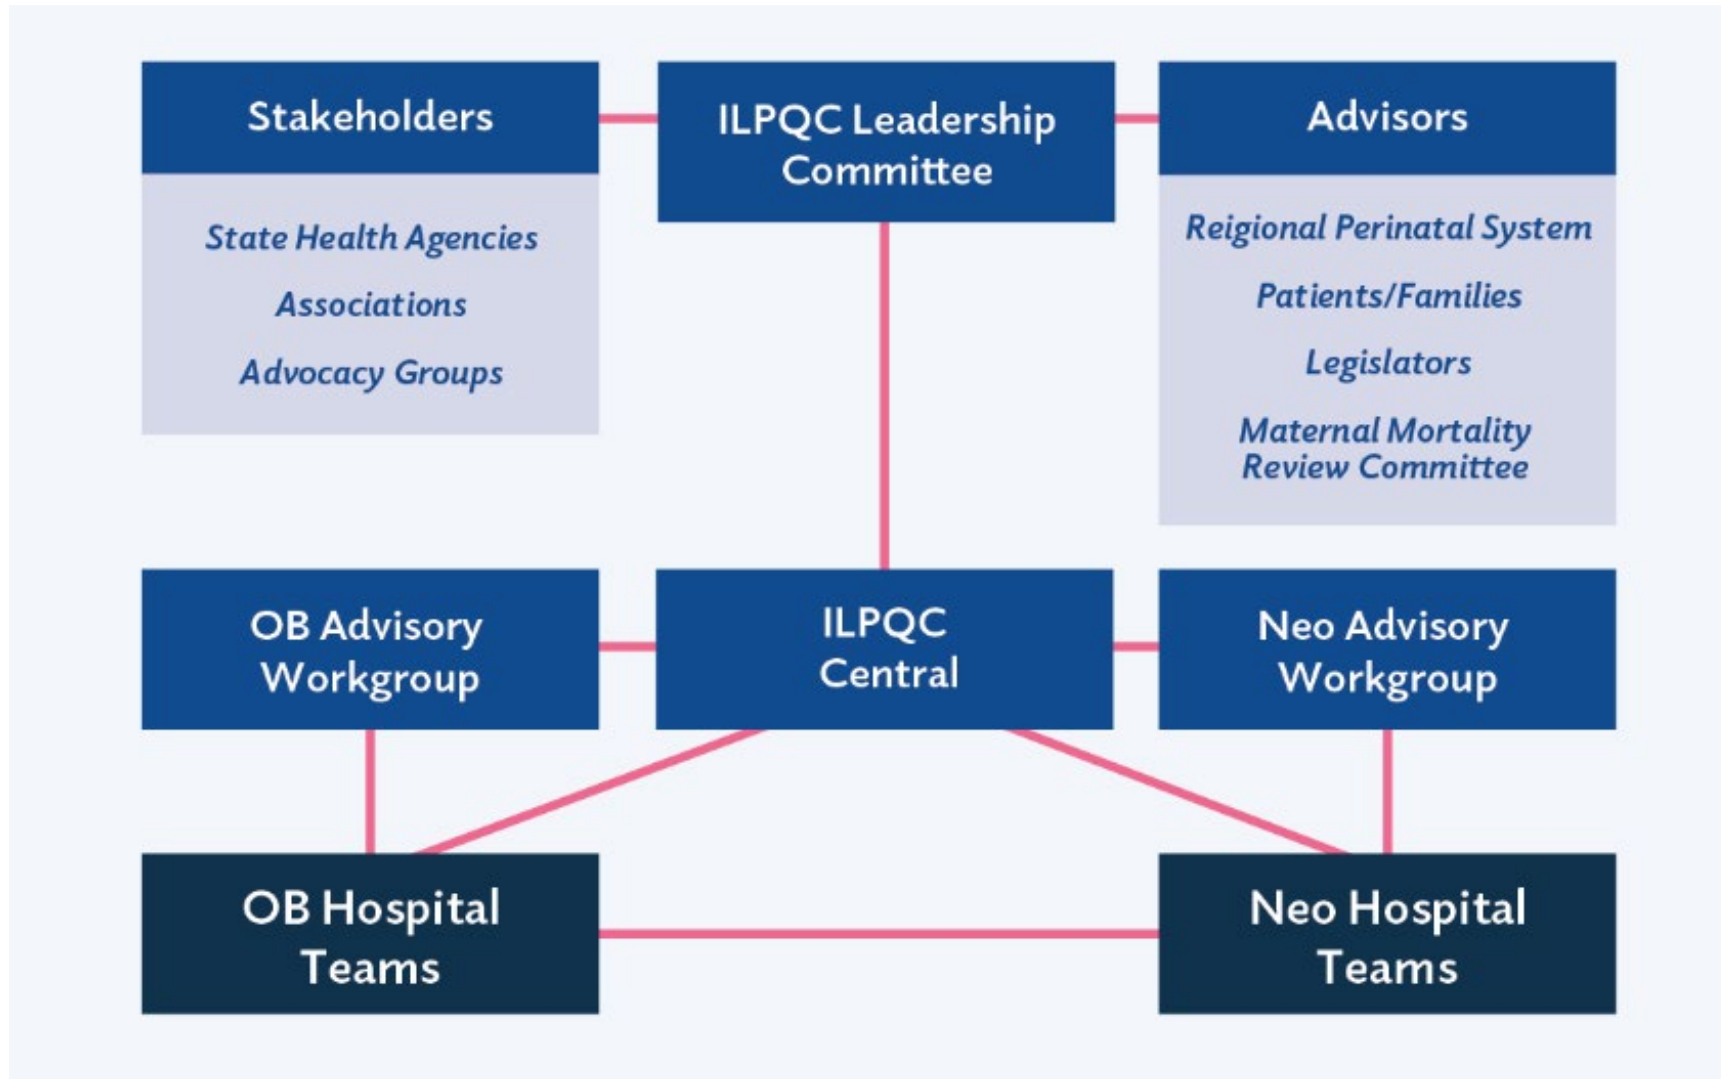 Stakeholders
State Health Agencies
Associations
Advocacy Groups
ILPQC Leadership
Committee
Advisors
Reigional Perinatal System
Patients/Families
Legislators
Maternal Mortality
Review Committee
OB Advisory
Workgroup
ILPQC
Central
Neo Advisory
Workgroup
OB Hospital
Teams
Neo Hospital
Teams